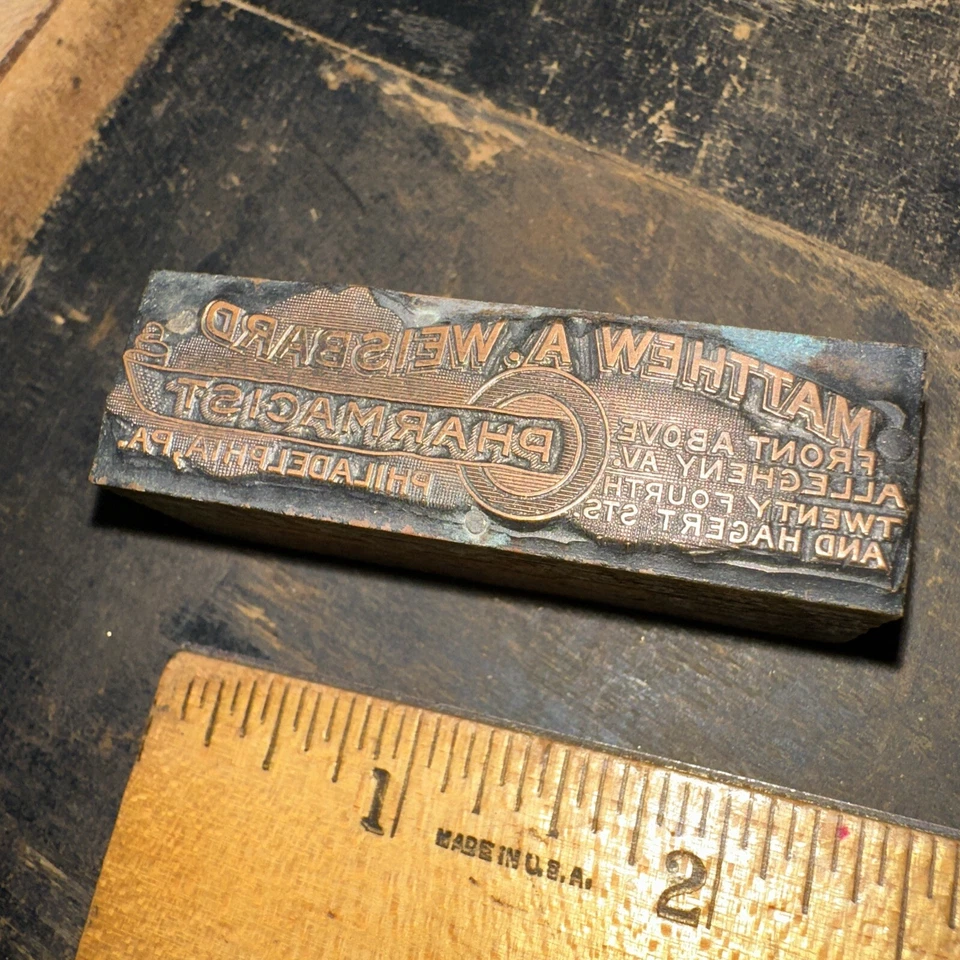 MATTHEW A. WEISBARD
FRONT ABOVE
ALLEGHENY AV.
TWENTY FOURTH
AND HAGERT STS.
PHARMACIST
PHILADELPHIA, PA.
1
2
MADE IN U.S.A.